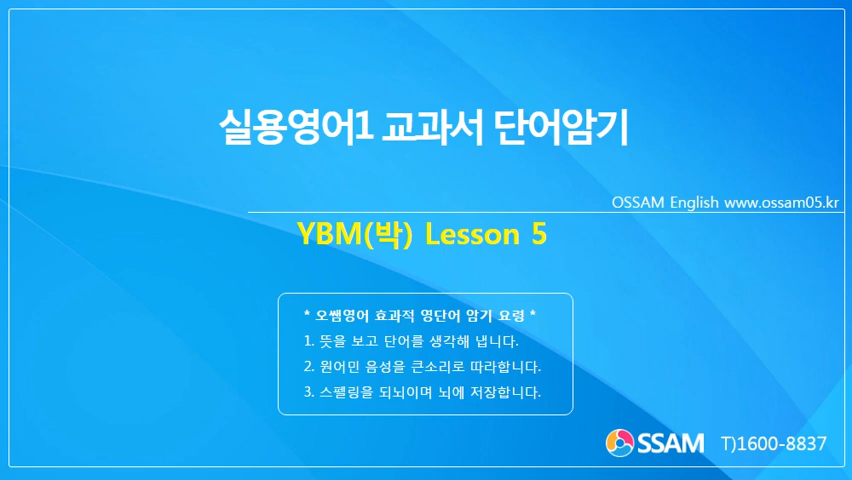 실용영어1 교과서 단어암기
OSSAM English www.ossam05.kr
YBM(박) Lesson 5
* 오쌤영어 효과적 영단어 암기 요령 *
1. 뜻을 보고 단어를 생각해 냅니다.
2. 원어민 음성을 큰소리로 따라합니다.
3. 스펠링을 되뇌이며 뇌에 저장합니다.
OSSAM T)1600-8837